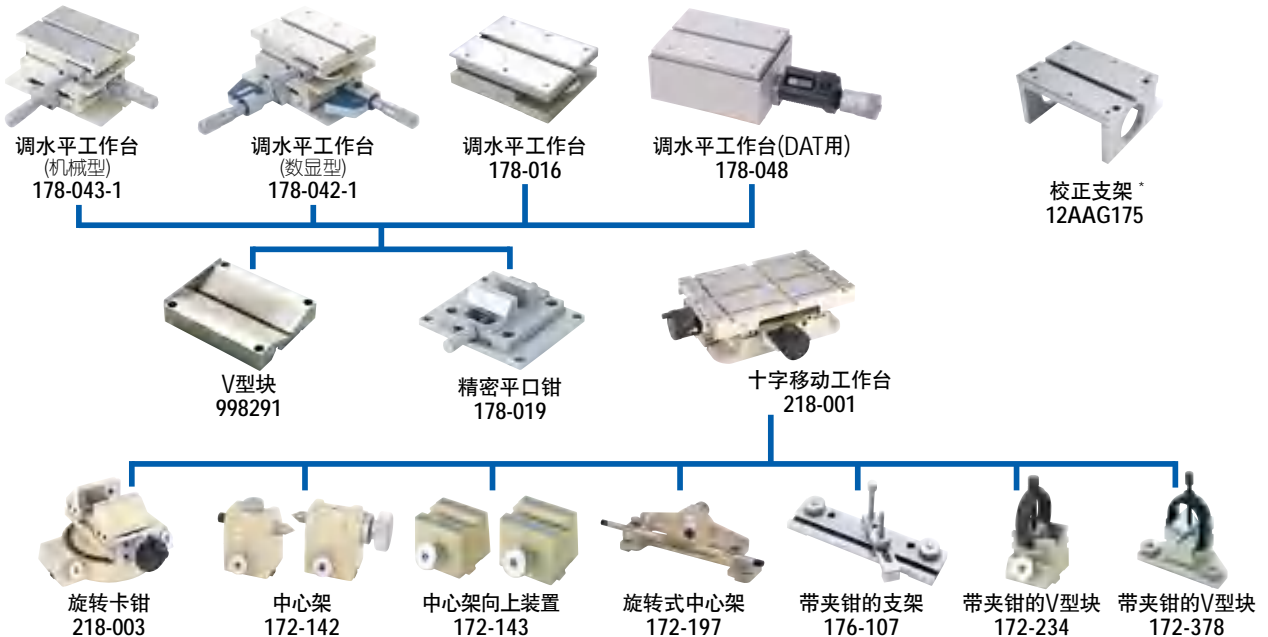 调水平工作台
(机械型)
178-043-1
调水平工作台
(数显型)
178-042-1
调水平工作台
178-016
调水平工作台(DAT用)
178-048
校正支架 *
12AAG175
V型块
998291
精密平口钳
178-019
十字移动工作台
218-001
旋转卡钳
218-003
中心架
172-142
中心架向上装置
172-143
旋转式中心架
172-197
带夹钳的支架
176-107
带夹钳的V型块
172-234
带夹钳的V型块
172-378